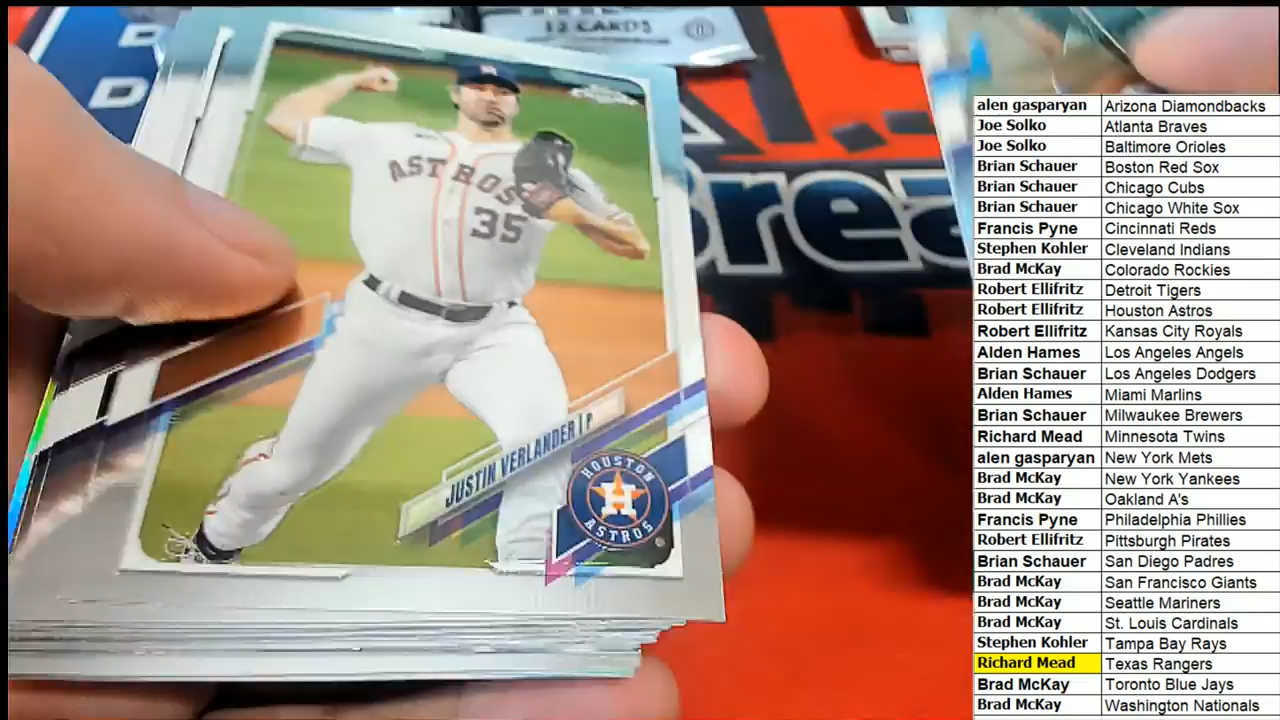 12 CARDS
D
Chrome
ASTROS
35
JUSTIN VERLANDER | P
HOUSTON
H
ASTROS
Brea
alen gasparyan Arizona Diamondbacks
Joe Solko Atlanta Braves
Joe Solko Baltimore Orioles
Brian Schauer Boston Red Sox
Brian Schauer Chicago Cubs
Brian Schauer Chicago White Sox
Francis Pyne Cincinnati Reds
Stephen Kohler Cleveland Indians
Brad McKay Colorado Rockies
Robert Ellifritz Detroit Tigers
Robert Ellifritz Houston Astros
Robert Ellifritz Kansas City Royals
Alden Hames Los Angeles Angels
Brian Schauer Los Angeles Dodgers
Alden Hames Miami Marlins
Brian Schauer Milwaukee Brewers
Richard Mead Minnesota Twins
alen gasparyan New York Mets
Brad McKay New York Yankees
Brad McKay Oakland A's
Francis Pyne Philadelphia Phillies
Robert Ellifritz Pittsburgh Pirates
Brian Schauer San Diego Padres
Brad McKay San Francisco Giants
Brad McKay Seattle Mariners
Brad McKay St. Louis Cardinals
Stephen Kohler Tampa Bay Rays
Richard Mead Texas Rangers
Brad McKay Toronto Blue Jays
Brad McKay Washington Nationals